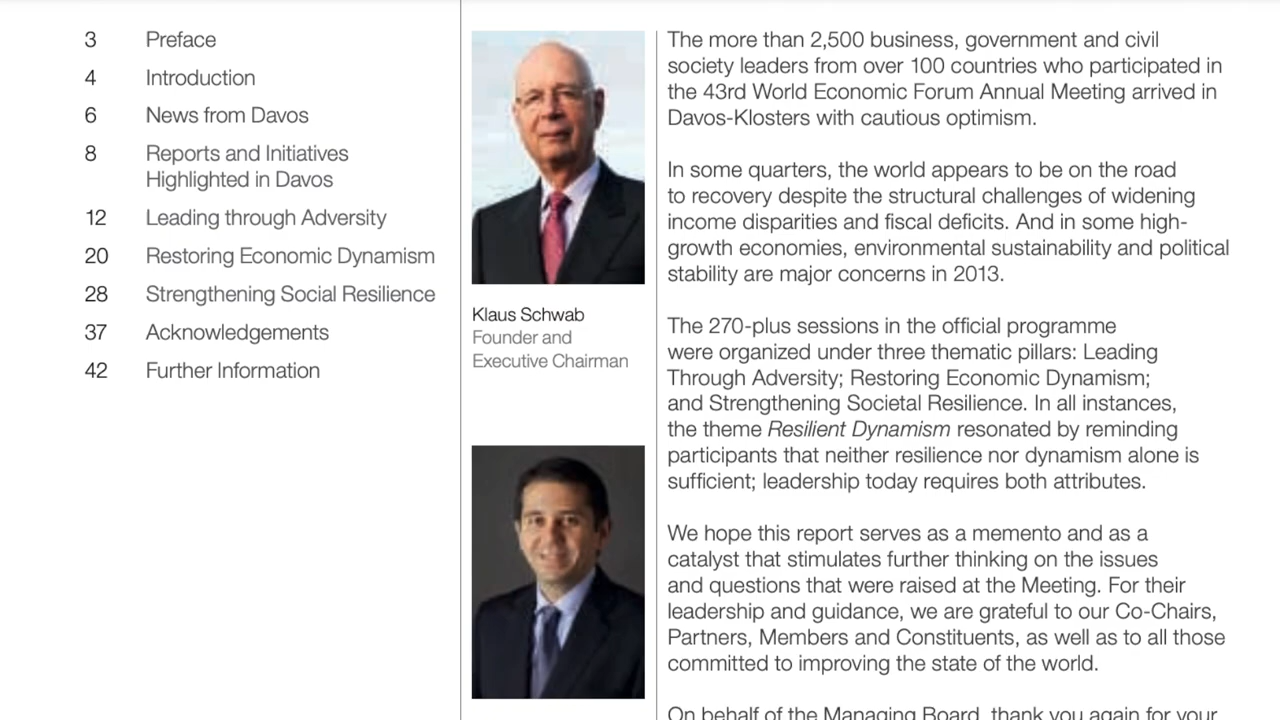 3 Preface
4 Introduction
6 News from Davos
8 Reports and Initiatives
Highlighted in Davos
12 Leading through Adversity
20 Restoring Economic Dynamism
28 Strengthening Social Resilience
37 Acknowledgements
42 Further Information
Klaus Schwab
Founder and
Executive Chairman
The more than 2,500 business, government and civil
society leaders from over 100 countries who participated in
the 43rd World Economic Forum Annual Meeting arrived in
Davos-Klosters with cautious optimism.
In some quarters, the world appears to be on the road
to recovery despite the structural challenges of widening
income disparities and fiscal deficits. And in some high-
growth economies, environmental sustainability and political
stability are major concerns in 2013.
The 270-plus sessions in the official programme
were organized under three thematic pillars: Leading
Through Adversity; Restoring Economic Dynamism;
and Strengthening Societal Resilience. In all instances,
the theme Resilient Dynamism resonated by reminding
participants that neither resilience nor dynamism alone is
sufficient; leadership today requires both attributes.
We hope this report serves as a memento and as a
catalyst that stimulates further thinking on the issues
and questions that were raised at the Meeting. For their
leadership and guidance, we are grateful to our Co-Chairs,
Partners, Members and Constituents, as well as to all those
committed to improving the state of the world.
On behalf of the Managing Board, thank you again for your